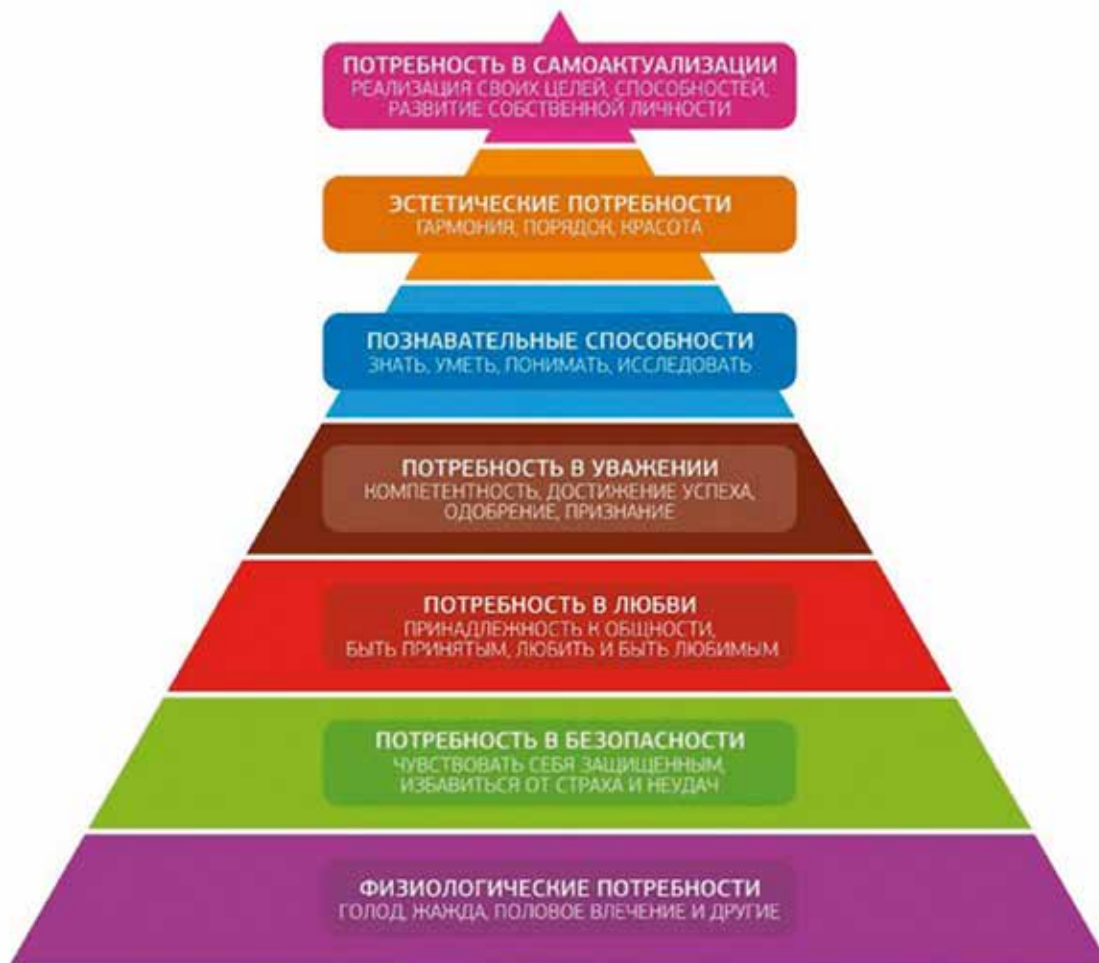 ПОТРЕБНОСТЬ В САМОАКТУАЛИЗАЦИИ
РЕАЛИЗАЦИЯ СВОИХ ЦЕЛЕЙ, СПОСОБНОСТЕЙ,
РАЗВИТИЕ СОБСТВЕННОЙ ЛИЧНОСТИ
ЭСТЕТИЧЕСКИЕ ПОТРЕБНОСТИ
ГАРМОНИЯ, ПОРЯДОК, КРАСОТА
ПОЗНАВАТЕЛЬНЫЕ СПОСОБНОСТИ
ЗНАТЬ, УМЕТЬ, ПОНИМАТЬ, ИССЛЕДОВАТЬ
ПОТРЕБНОСТЬ В УВАЖЕНИИ
КОМПЕТЕНТНОСТЬ, ДОСТИЖЕНИЕ УСПЕХА,
ОДОБРЕНИЕ, ПРИЗНАНИЕ
ПОТРЕБНОСТЬ В ЛЮБВИ
ПРИНАДЛЕЖНОСТЬ К ОБЩНОСТИ,
БЫТЬ ПРИНЯТЫМ, ЛЮБИТЬ И БЫТЬ ЛЮБИМЫМ
ПОТРЕБНОСТЬ В БЕЗОПАСНОСТИ
ЧУВСТВОВАТЬ СЕБЯ ЗАЩИЩЕННЫМ,
ИЗБАВИТЬСЯ ОТ СТРАХА И НЕУДАЧ
ФИЗИОЛОГИЧЕСКИЕ ПОТРЕБНОСТИ
ГОЛОД, ЖАЖДА, ПОЛОВОЕ ВЛЕЧЕНИЕ И ДРУГИЕ